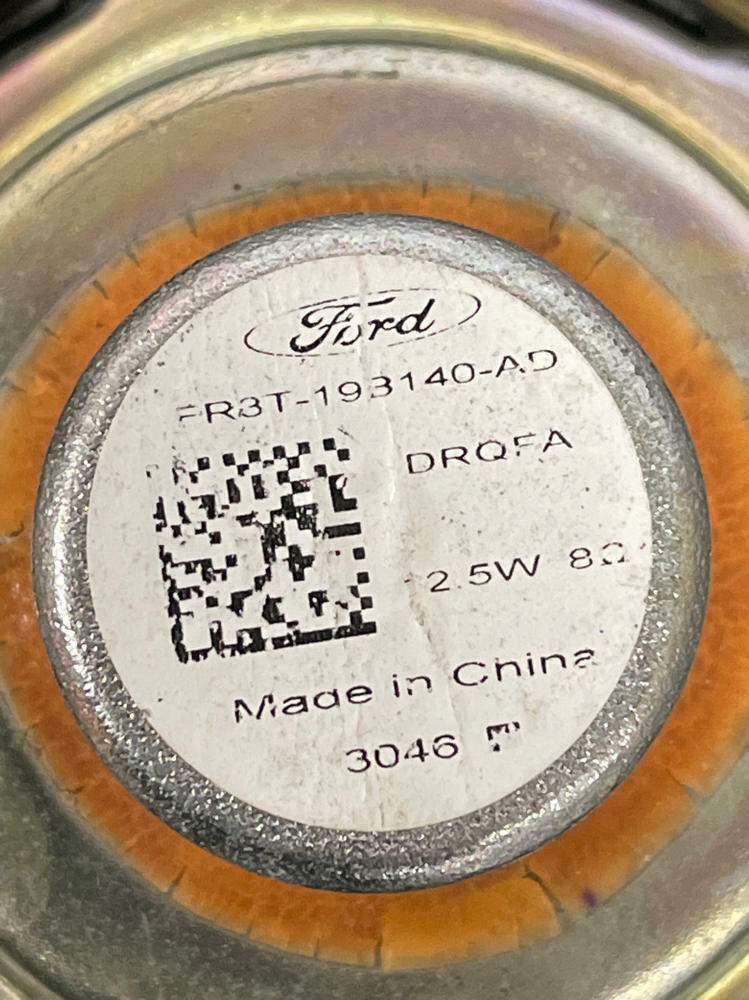 Ford
FR3T-193140-AD
DRQFA
2.5W 8Ω
Made in China
3046